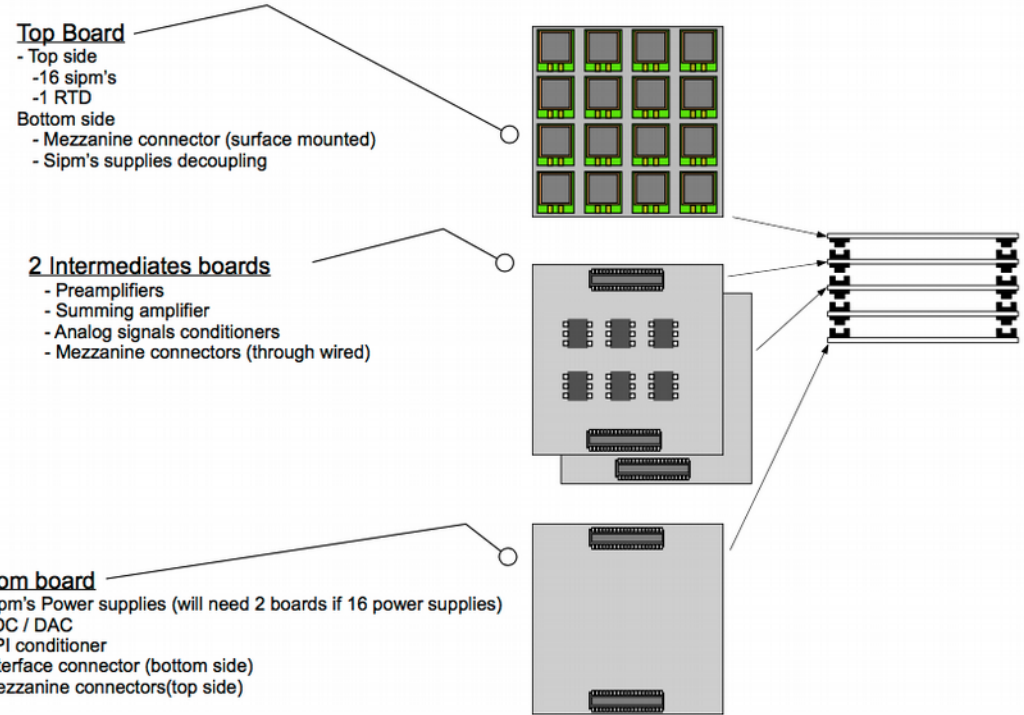 Top Board
- Top side
-16 sipm's
-1 RTD
Bottom side
- Mezzanine connector (surface mounted)
- Sipm's supplies decoupling
2 Intermediates boards
- Preamplifiers
- Summing amplifier
- Analog signals conditioners
- Mezzanine connectors (through wired)
om board
pm's Power supplies (will need 2 boards if 16 power supplies)
DC / DAC
PI conditioner
terface connector (bottom side)
ezzanine connectors(top side)